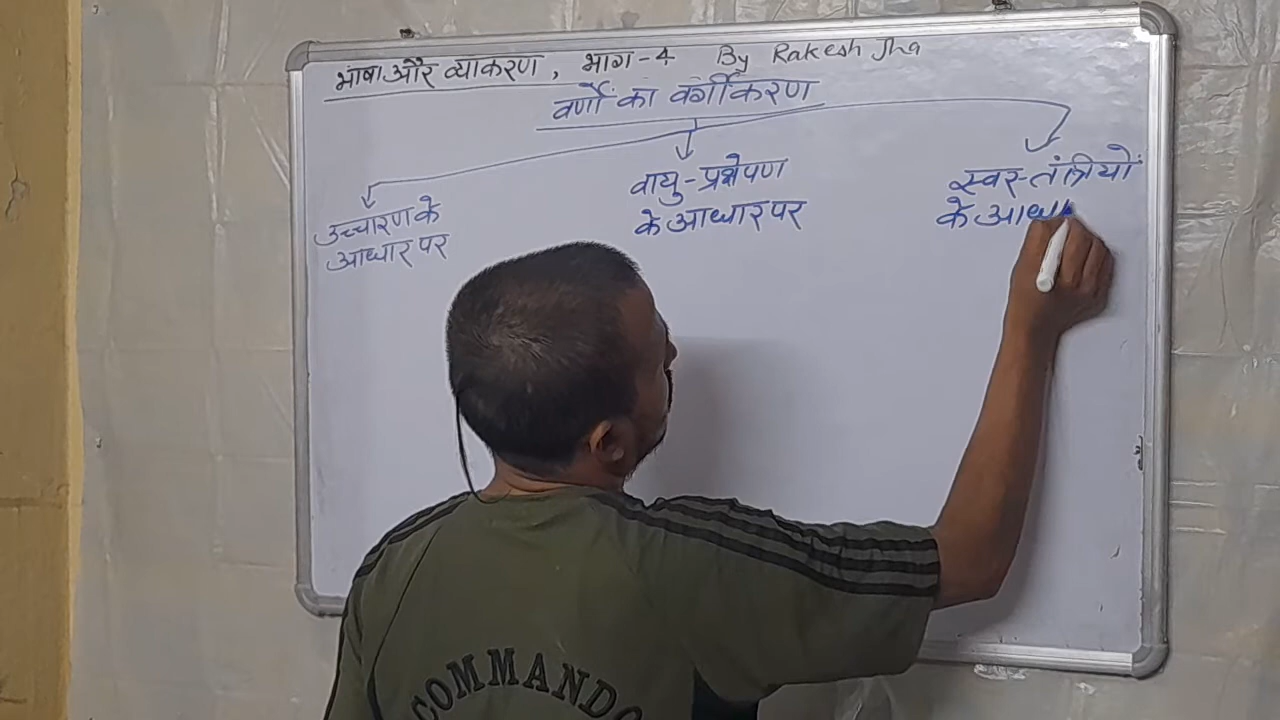 भाषा और व्याकरण, भाग-4 By Rakesh Jha
वर्णों का वर्गीकरण
उच्चारण के
आधार पर
वायु-प्रक्षेपण
के आधार पर
स्वर-तंत्रियों
के आधा
COMMANDO